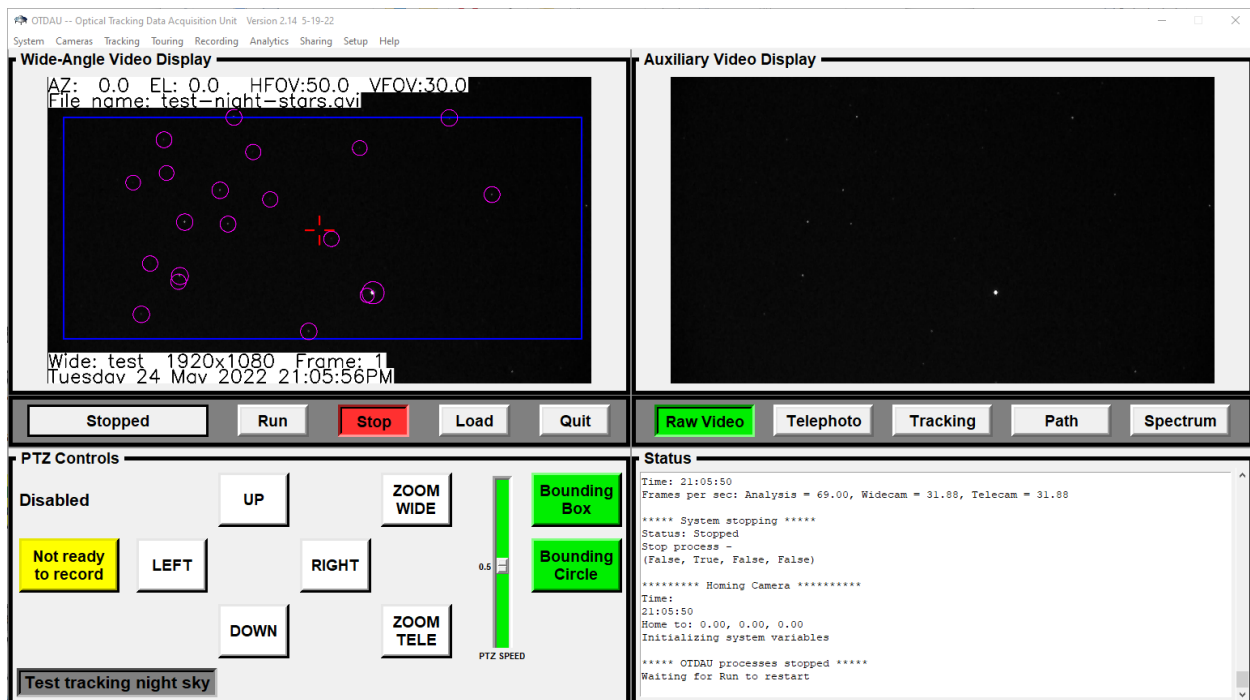 OTDAU -- Optical Tracking Data Acquisition Unit Version 2.14 5-19-22
System Cameras Tracking Touring Recording Analytics Sharing Setup Help
Wide-Angle Video Display
AZ: 0.0 EL: 0.0 HFOV:50.0 VFOV:30.0
File name: test-night-stars.avi
Wide: test 1920x1080 Frame: 1
Tuesday 24 May 2022 21:05:56PM
Auxiliary Video Display
Stopped Run Stop Load Quit
Raw Video Telephoto Tracking Path Spectrum
PTZ Controls
Disabled
UP
ZOOM
WIDE
Bounding
Box
Not ready
to record
LEFT
RIGHT
0.5
Bounding
Circle
DOWN
ZOOM
TELE
PTZ SPEED
Test tracking night sky
Status
Time: 21:05:50
Frames per sec: Analysis = 69.00, Widecam = 31.88, Telecam = 31.88
***** System stopping *****
Status: Stopped
Stop process -
(False, True, False, False)
********* Homing Camera **********
Time:
21:05:50
Home to: 0.00, 0.00, 0.00
Initializing system variables
***** OTDAU processes stopped *****
Waiting for Run to restart